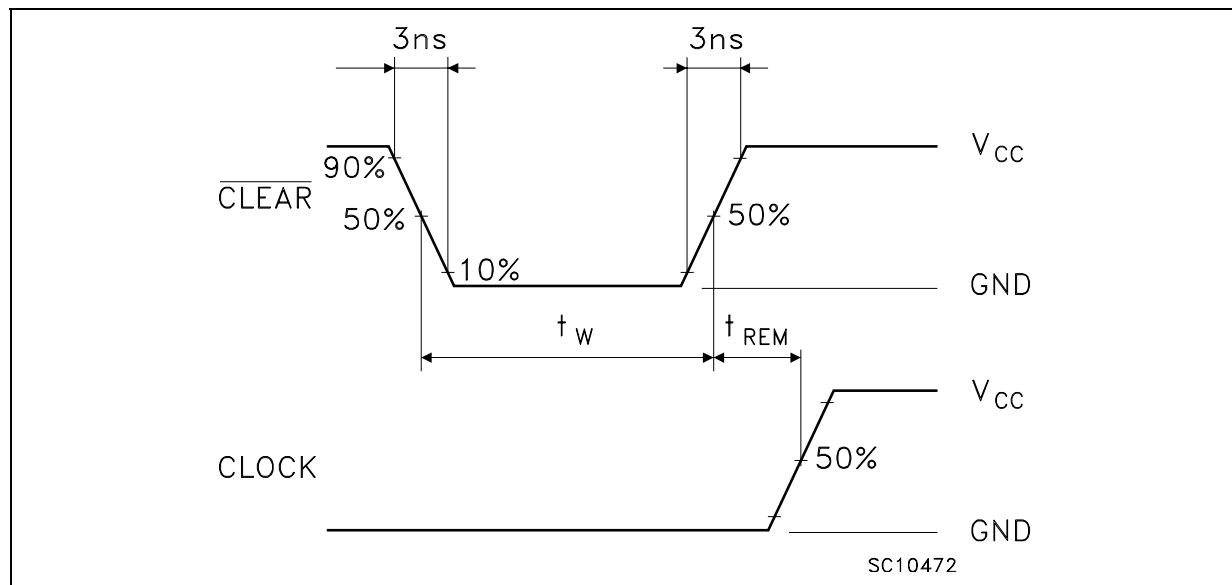 3ns 3ns
V_CC
90%
CLEAR
50% 50%
10%
GND
t_W t_REM
V_CC
50%
CLOCK
GND
SC10472